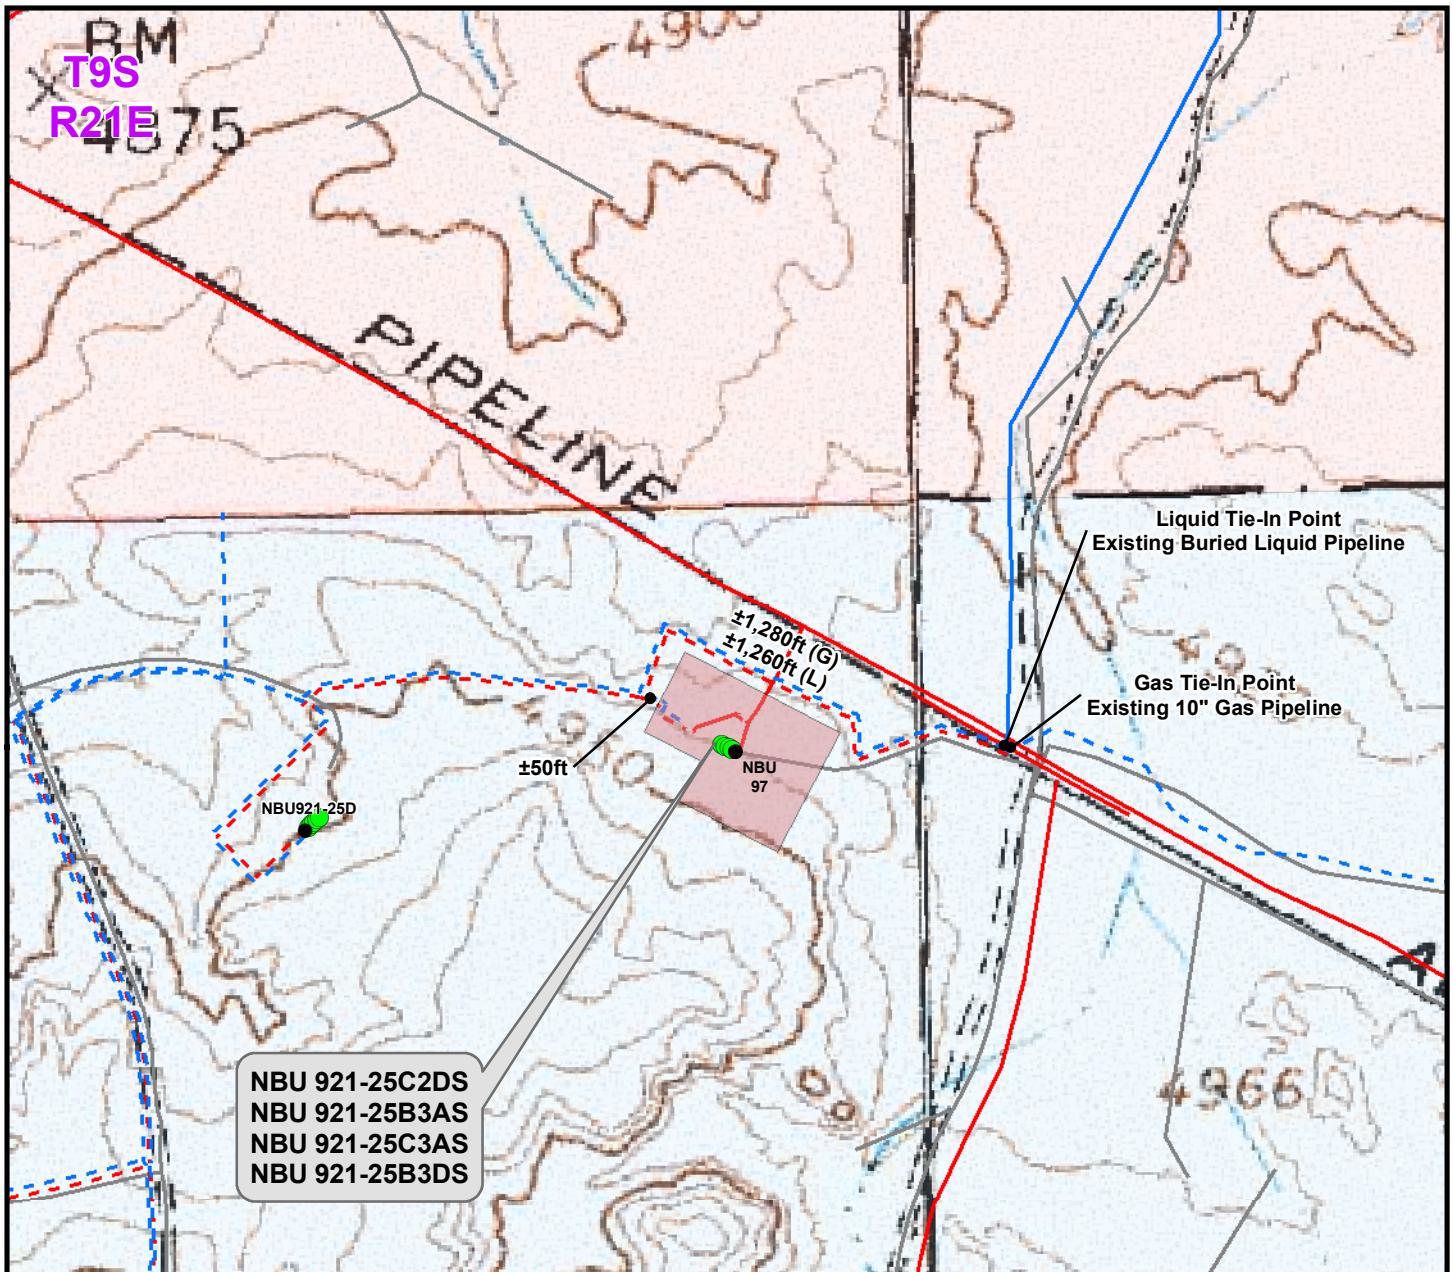 BM
T9S
R21E
4875
4900
PIPELINE
Liquid Tie-In Point
Existing Buried Liquid Pipeline
±1,280ft (G)
±1,260ft (L)
Gas Tie-In Point
Existing 10" Gas Pipeline
±50ft
NBU
97
NBU921-25D
4966
NBU 921-25C2DS
NBU 921-25B3AS
NBU 921-25C3AS
NBU 921-25B3DS